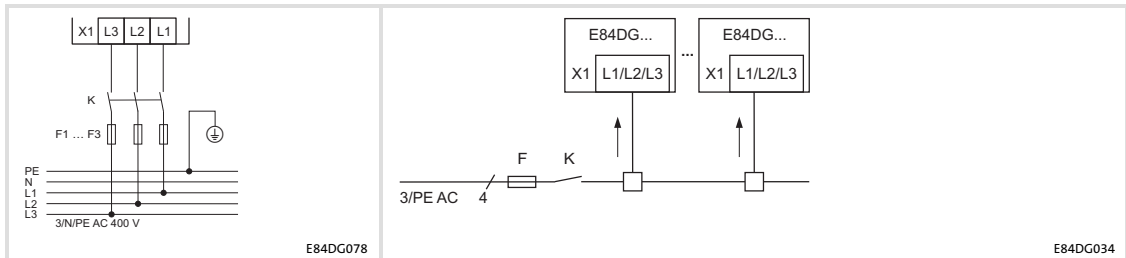 X1 L3 L2 L1
K
F1 ... F3
PE
N
L1
L2
L3
3/N/PE AC 400 V
E84DG078
E84DG... ... E84DG...
X1 L1/L2/L3 X1 L1/L2/L3
F K
3/PE AC 4
E84DG034